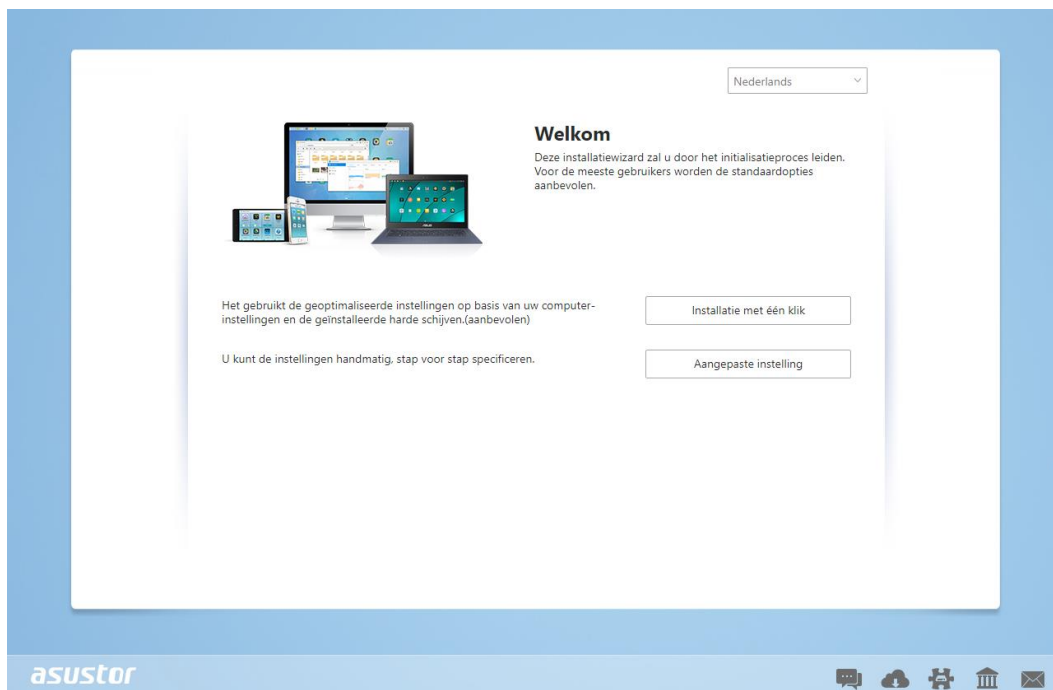 Nederlands
Welkom
Deze installatiewizard zal u door het initialisatieproces leiden.
Voor de meeste gebruikers worden de standaardopties
aanbevolen.
Het gebruikt de geoptimaliseerde instellingen op basis van uw computer-
instellingen en de geïnstalleerde harde schijven.(aanbevolen)
Installatie met één klik
U kunt de instellingen handmatig, stap voor stap specificeren.
Aangepaste instelling
asustor